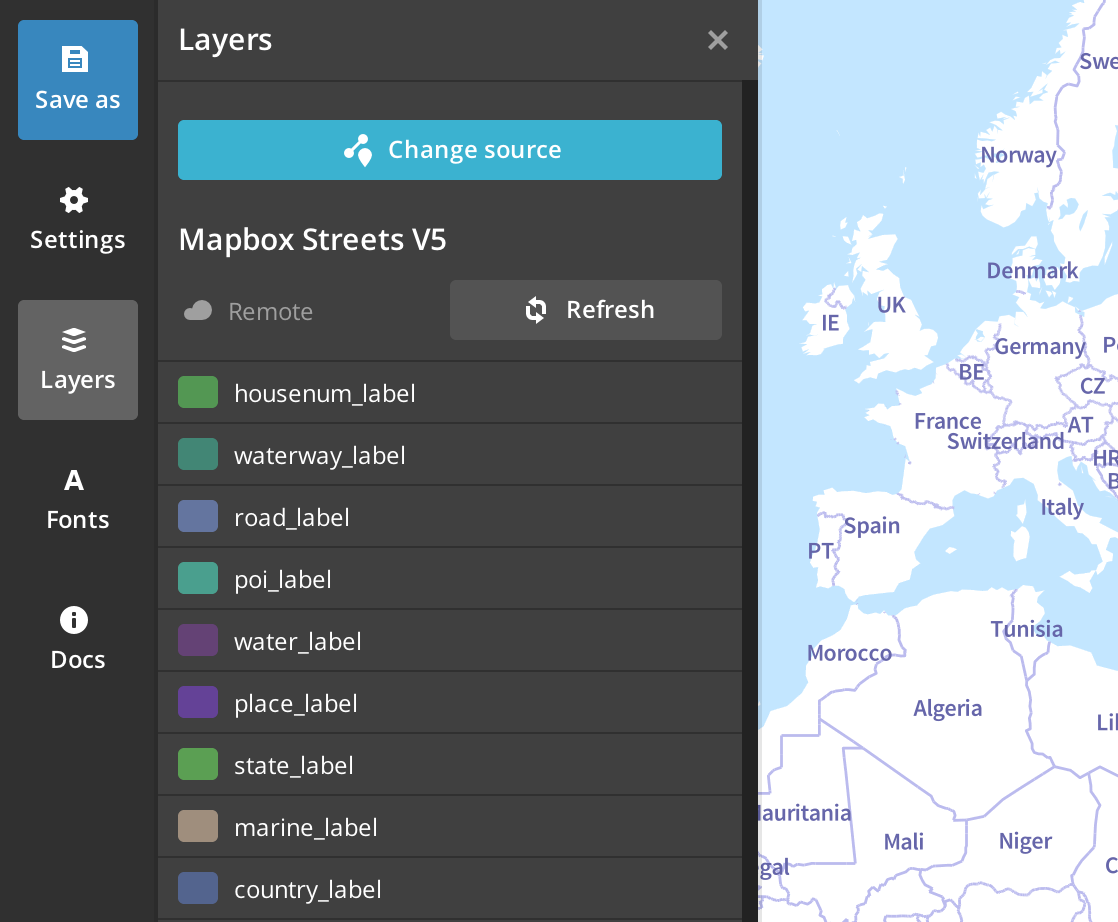 Save as
Settings
Layers
Fonts
Docs
Layers
Change source
Mapbox Streets V5
Remote
Refresh
housenum_label
waterway_label
road_label
poi_label
water_label
place_label
state_label
marine_label
country_label
Swe
Norway
Denmark
UK
IE
Germany
P
BE
CZ
France
AT
Switzerland
HR
B
Italy
Spain
PT
Tunisia
Morocco
Algeria
Lil
auritania
Mali
Niger
C
gal